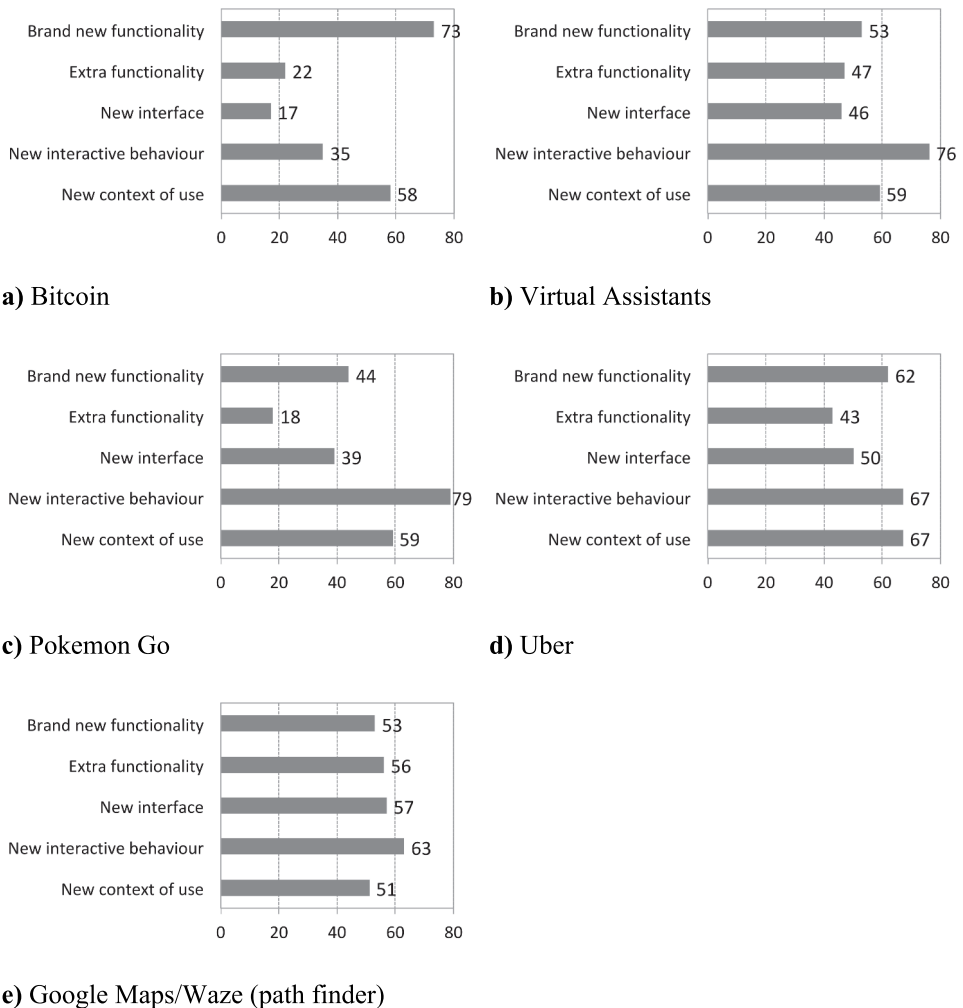 Brand new functionality 73
Extra functionality 22
New interface 17
New interactive behaviour 35
New context of use 58
0 20 40 60 80
a) Bitcoin
Brand new functionality 53
Extra functionality 47
New interface 46
New interactive behaviour 76
New context of use 59
0 20 40 60 80
b) Virtual Assistants
Brand new functionality 44
Extra functionality 18
New interface 39
New interactive behaviour 79
New context of use 59
0 20 40 60 80
c) Pokemon Go
Brand new functionality 62
Extra functionality 43
New interface 50
New interactive behaviour 67
New context of use 67
0 20 40 60 80
d) Uber
Brand new functionality 53
Extra functionality 56
New interface 57
New interactive behaviour 63
New context of use 51
0 20 40 60 80
e) Google Maps/Waze (path finder)